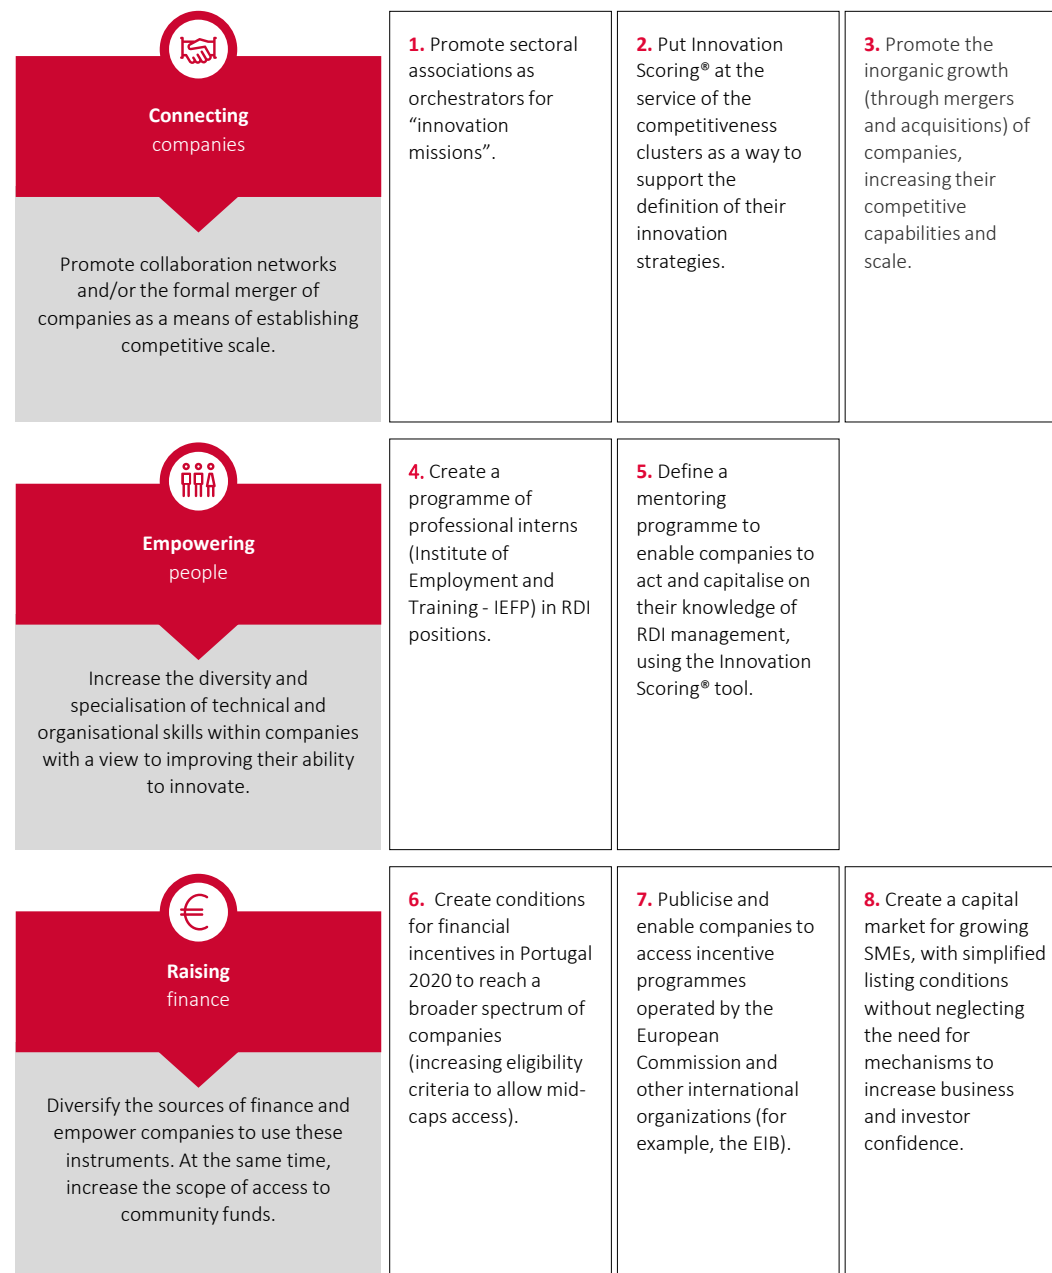 Connecting
companies
Promote collaboration networks
and/or the formal merger of
companies as a means of establishing
competitive scale.
1. Promote sectoral
associations as
orchestrators for
“innovation
missions”.
2. Put Innovation
Scoring® at the
service of the
competitiveness
clusters as a way to
support the
definition of their
innovation
strategies.
3. Promote the
inorganic growth
(through mergers
and acquisitions) of
companies,
increasing their
competitive
capabilities and
scale.
Empowering
people
Increase the diversity and
specialisation of technical and
organisational skills within companies
with a view to improving their ability
to innovate.
4. Create a
programme of
professional interns
(Institute of
Employment and
Training - IEFP) in RDI
positions.
5. Define a
mentoring
programme to
enable companies to
act and capitalise on
their knowledge of
RDI management,
using the Innovation
Scoring® tool.
Raising
finance
Diversify the sources of finance and
empower companies to use these
instruments. At the same time,
increase the scope of access to
community funds.
6. Create conditions
for financial
incentives in Portugal
2020 to reach a
broader spectrum of
companies
(increasing eligibility
criteria to allow mid-
caps access).
7. Publicise and
enable companies to
access incentive
programmes
operated by the
European
Commission and
other international
organizations (for
example, the EIB).
8. Create a capital
market for growing
SMEs, with simplified
listing conditions
without neglecting
the need for
mechanisms to
increase business
and investor
confidence.